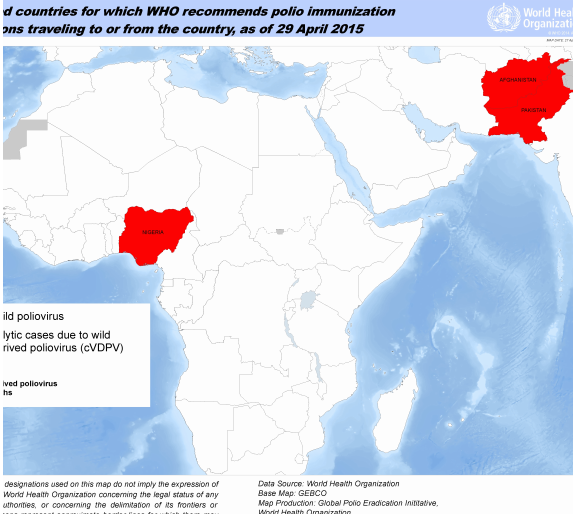 d countries for which WHO recommends polio immunization
ons traveling to or from the country, as of 29 April 2015
World Hea
Organizati
AFGHANISTAN
PAKISTAN
NIGERIA
ild poliovirus
lytic cases due to wild
rived poliovirus (cVDPV)
ived poliovirus
hs
designations used on this map do not imply the expression of
World Health Organization concerning the legal status of any
uthorities, or concerning the delimitation of its frontiers or
Data Source: World Health Organization
Base Map: GEBCO
Map Production: Global Polio Eradication Inititative,
World Health Organization